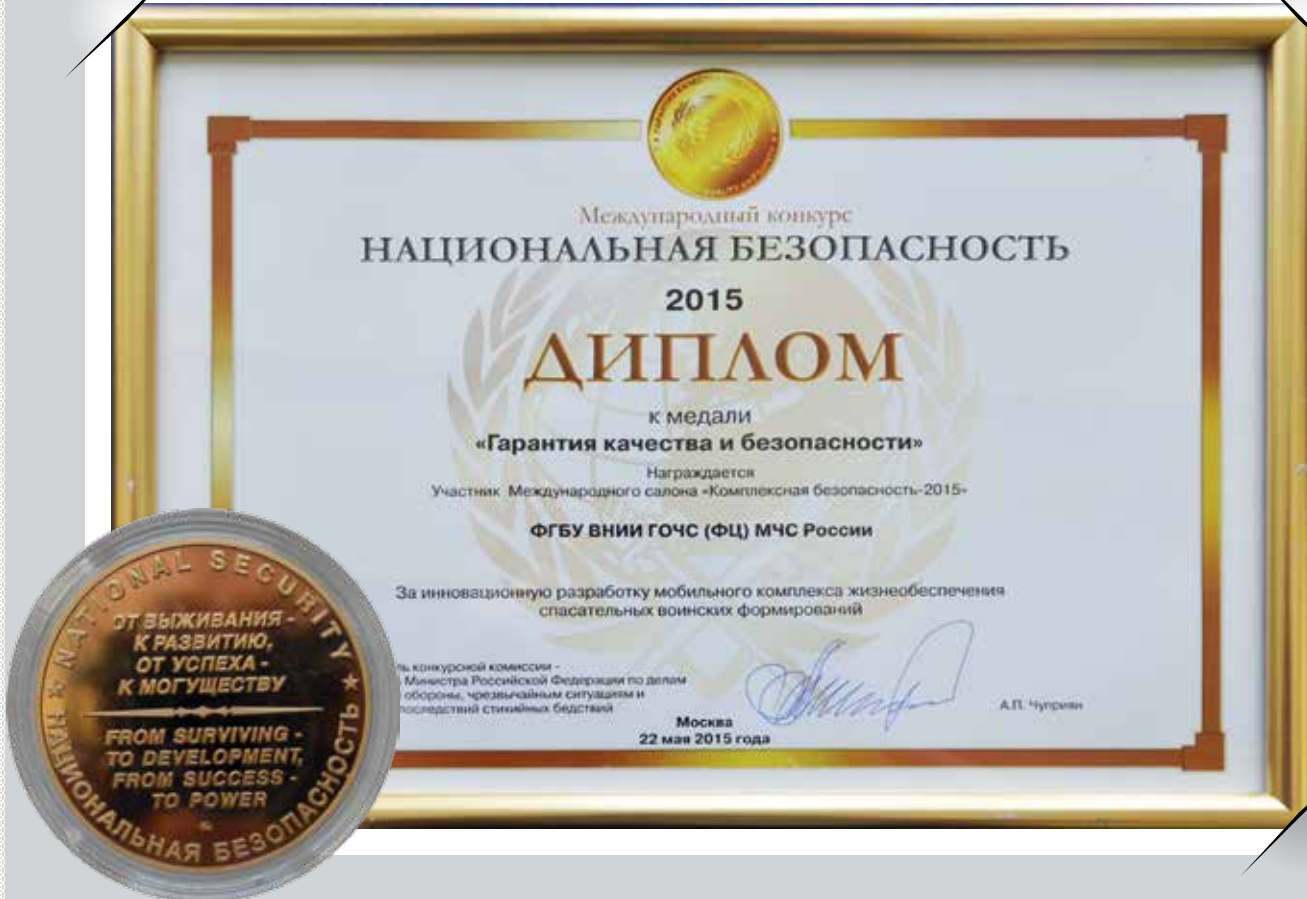 Международный конкурс
НАЦИОНАЛЬНАЯ БЕЗОПАСНОСТЬ
2015
ДИПЛОМ
к медали
«Гарантия качества и безопасности»
Награждается
Участник Международного салона «Комплексная безопасность-2015»
ФГБУ ВНИИ ГОЧС (ФЦ) МЧС России
За инновационную разработку мобильного комплекса жизнеобеспечения
спасательных воинских формирований
конкурсной комиссии -
Министра Российской Федерации по делам
обороны, чрезвычайным ситуациям и
последствий стихийных бедствий
А.П. Чуприян
Москва
22 мая 2015 года
NATIONAL SECURITY
ОТ ВЫЖИВАНИЯ -
К РАЗВИТИЮ,
ОТ УСПЕХА -
К МОГУЩЕСТВУ
FROM SURVIVING -
TO DEVELOPMENT,
FROM SUCCESS -
TO POWER
НАЦИОНАЛЬНАЯ БЕЗОПАСНОСТЬ